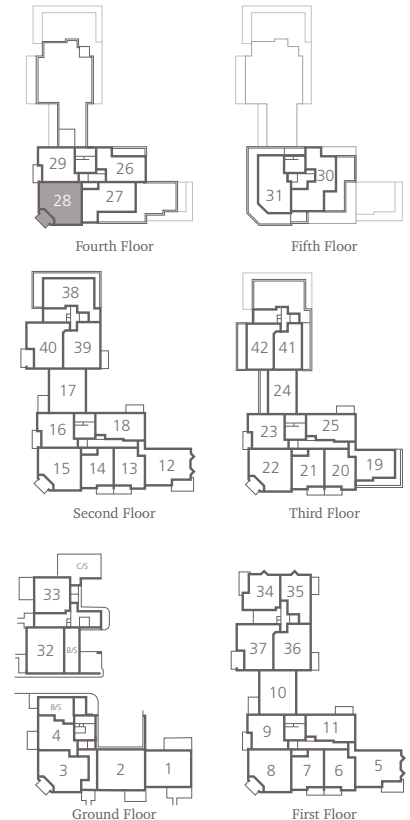 29
26
28
27
Fourth Floor
30
31
Fifth Floor
38
40 39
17
16 18
15 14 13 12
Second Floor
42 41
24
23 25
22 21 20 19
Third Floor
C/S
33
32 B/S
B/S
4
3 2 1
Ground Floor
34 35
37 36
10
9 11
8 7 6 5
First Floor